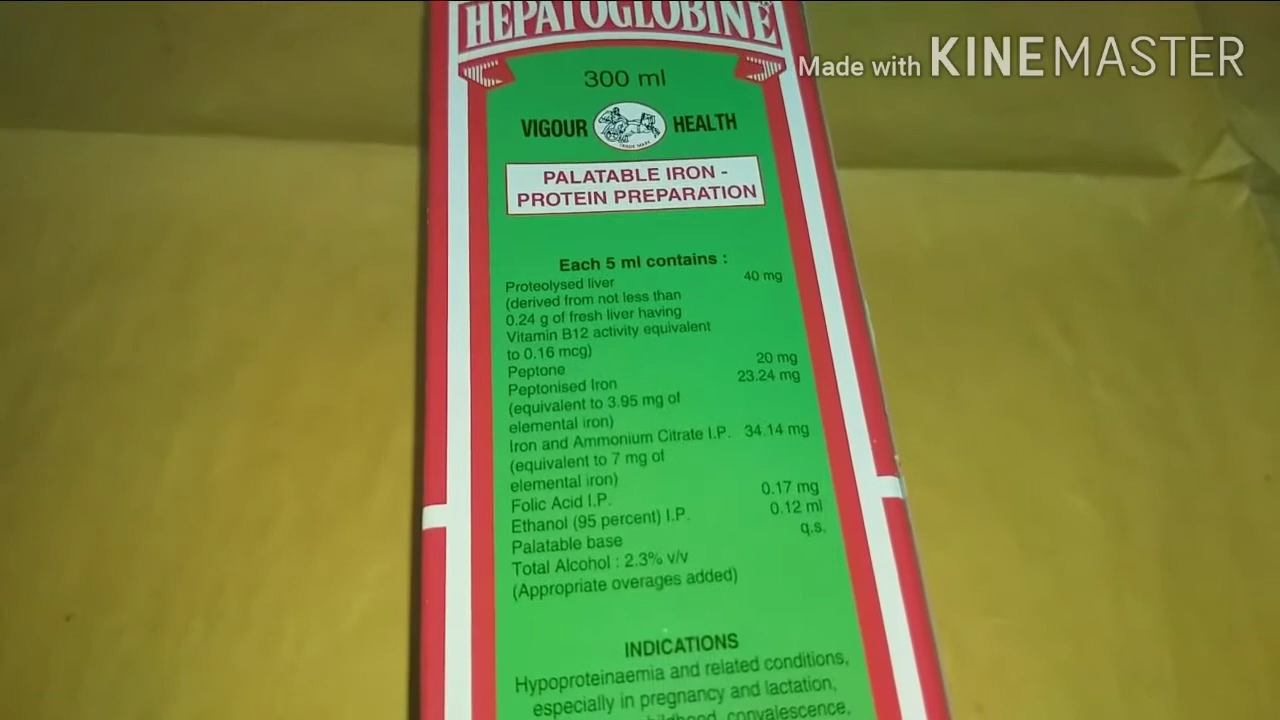 HEPATOGLOBINE
Made with KINEMASTER
300 ml
VIGOUR HEALTH
TRADE MARK
PALATABLE IRON -
PROTEIN PREPARATION
Each 5 ml contains :
Proteolysed liver 40 mg
(derived from not less than
0.24 g of fresh liver having
Vitamin B12 activity equivalent
to 0.16 mcg)
Peptone 20 mg
Peptonised Iron 23.24 mg
(equivalent to 3.95 mg of
elemental iron)
Iron and Ammonium Citrate I.P. 34.14 mg
(equivalent to 7 mg of
elemental iron)
Folic Acid I.P. 0.17 mg
Ethanol (95 percent) I.P. 0.12 ml
Palatable base q.s.
Total Alcohol : 2.3% v/v
(Appropriate overages added)
INDICATIONS
Hypoproteinaemia and related conditions,
especially in pregnancy and lactation,
convalescence,